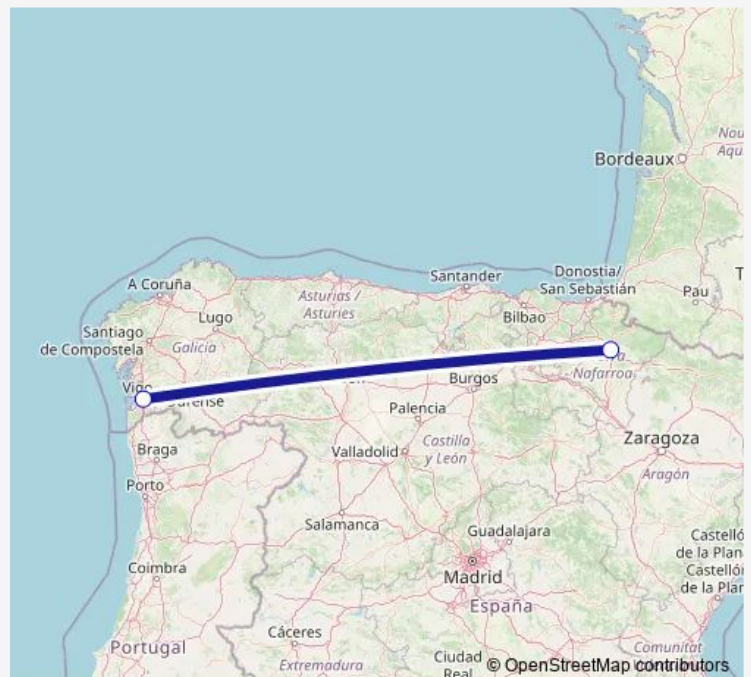 Bordeaux
Nou
Aqu
A Coruña
Lugo
Santiago
de Compostela
Galicia
Asturias /
Asturies
Santander
Donostia/
San Sebastián
Bilbao
Pau
T
Vigo
Burgos
Nafarroa
Palencia
Braga
Valladolid
Castilla
y León
Zaragoza
Aragón
Porto
Salamanca
Guadalajara
Castelló
de la Plan
Castellón
de la Plan
Coimbra
Madrid
España
Portugal
Cáceres
Extremadura
Ciudad
Real
Comunitat
© OpenStreetMap contributors